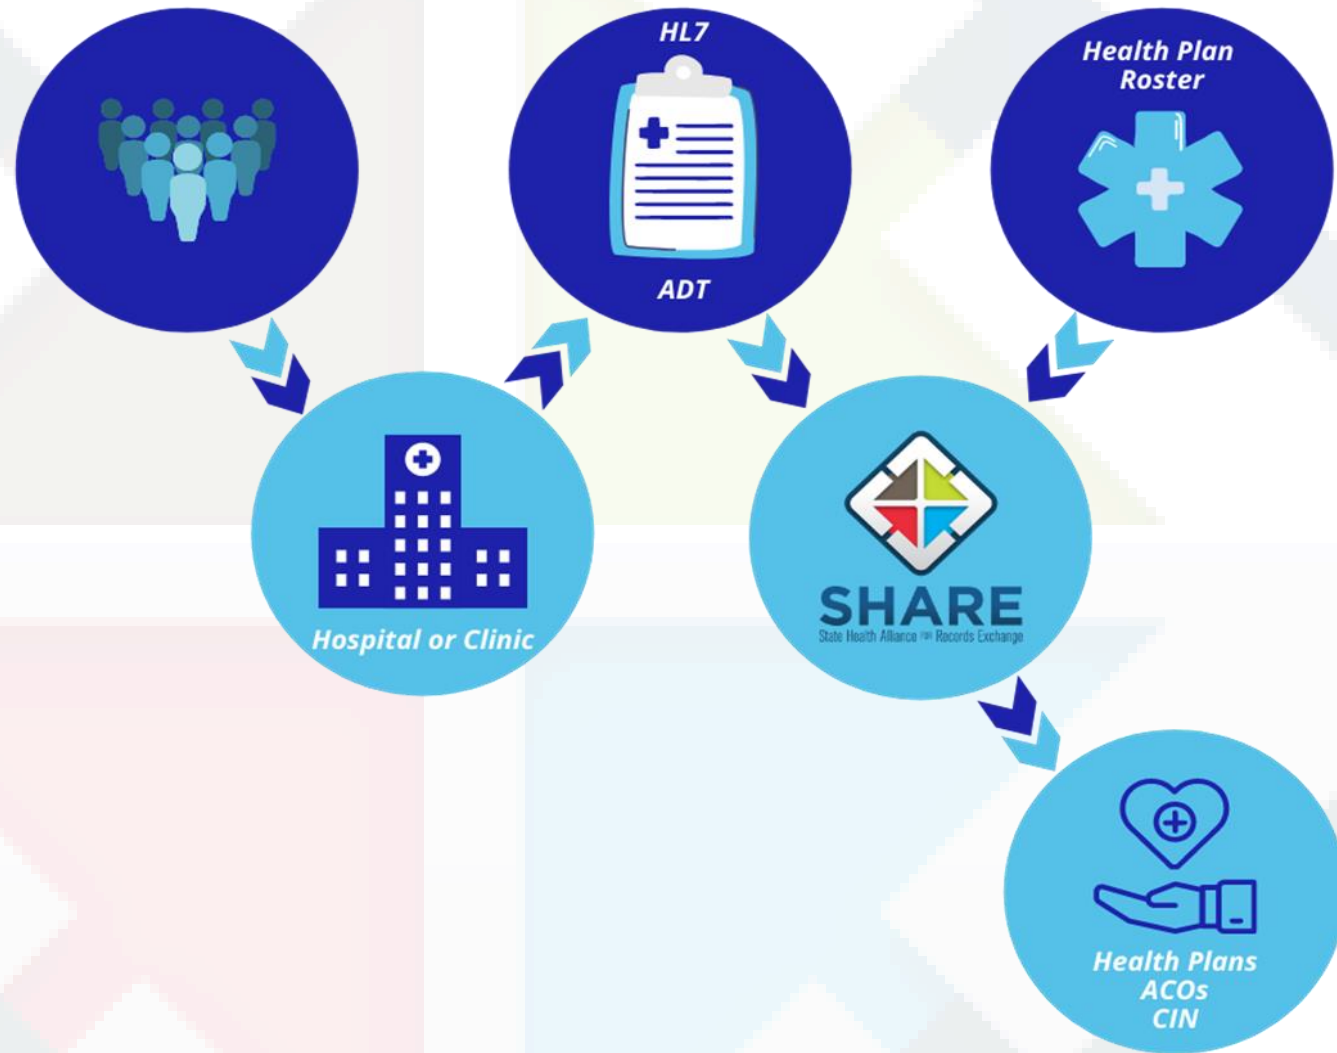 HL7
ADT
Health Plan
Roster
Hospital or Clinic
SHARE
State Health Alliance FOR Records Exchange
Health Plans
ACOs
CIN